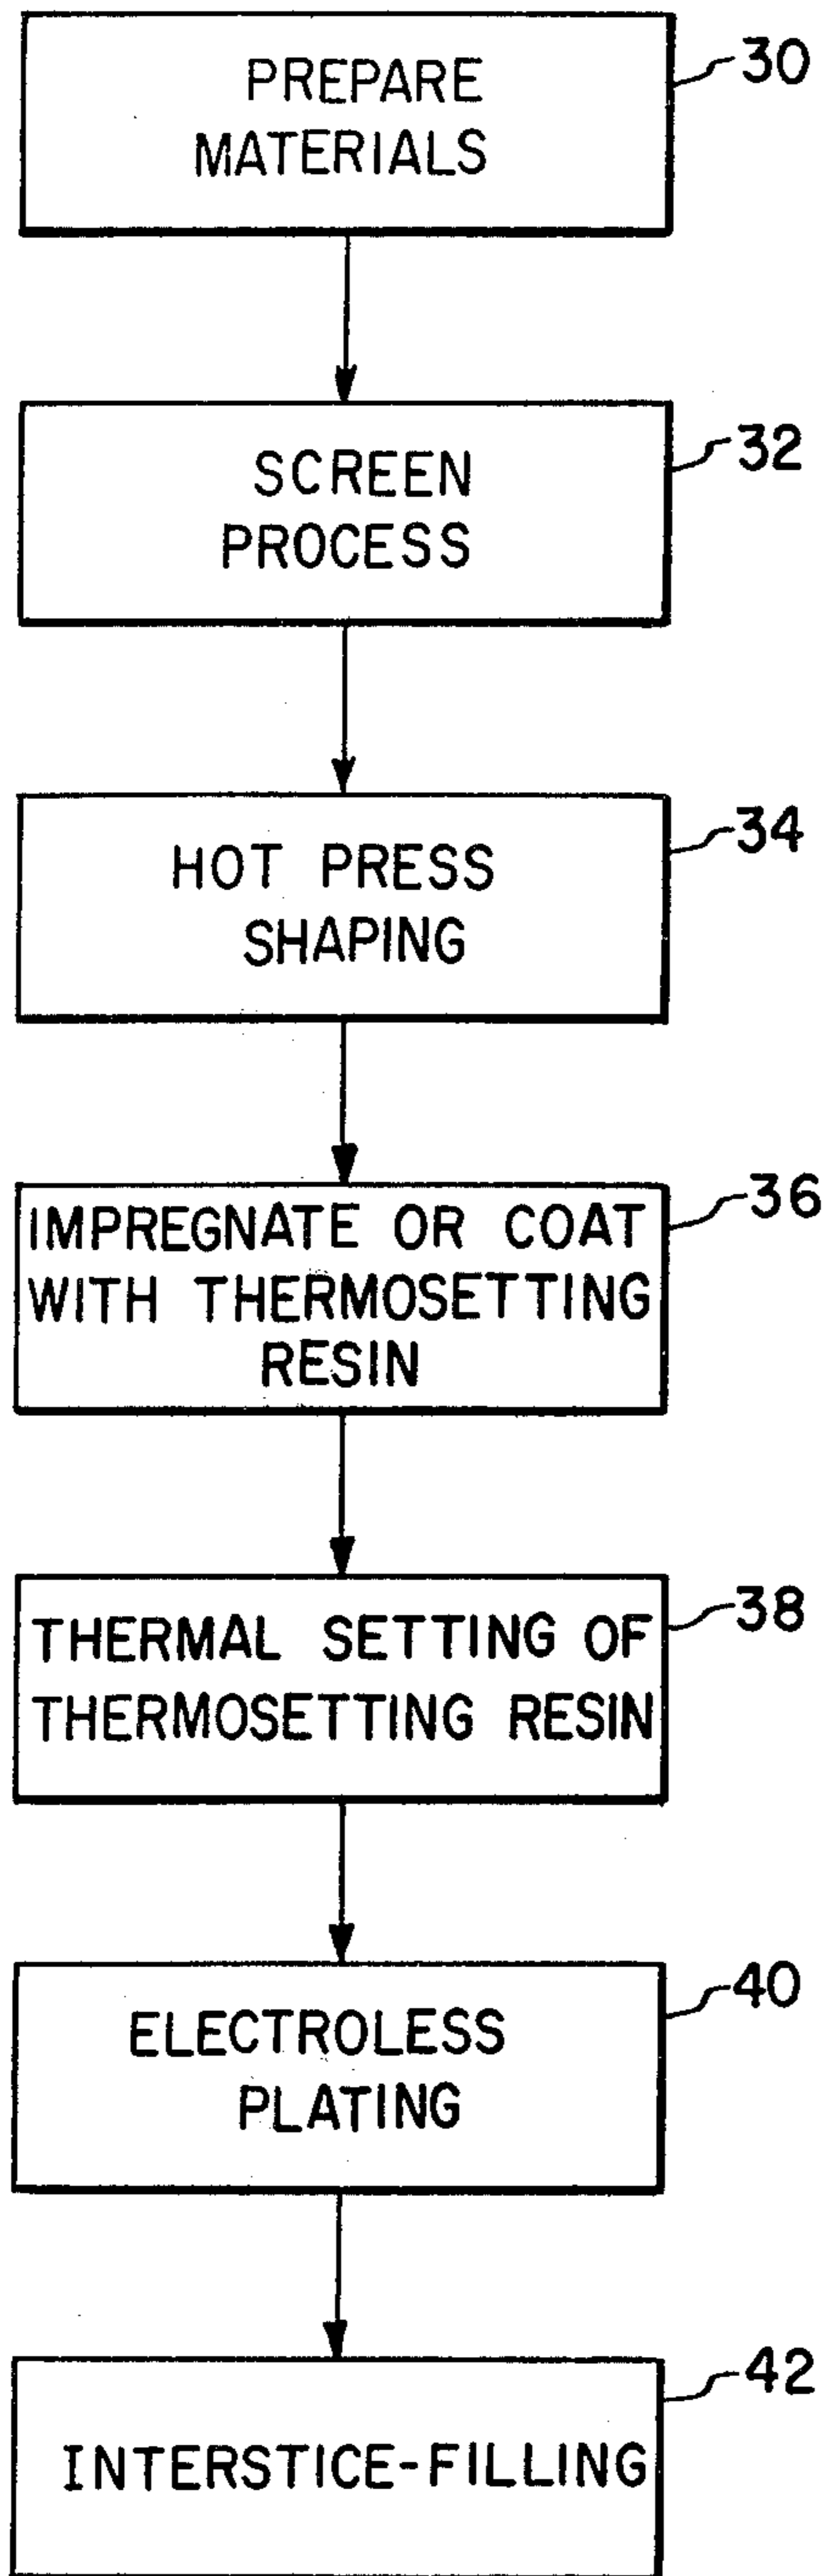 30
PREPARE
MATERIALS
32
SCREEN
PROCESS
34
HOT PRESS
SHAPING
36
IMPREGNATE OR COAT
WITH THERMOSETTING
RESIN
38
THERMAL SETTING OF
THERMOSETTING RESIN
40
ELECTROLESS
PLATING
42
INTERSTICE-FILLING